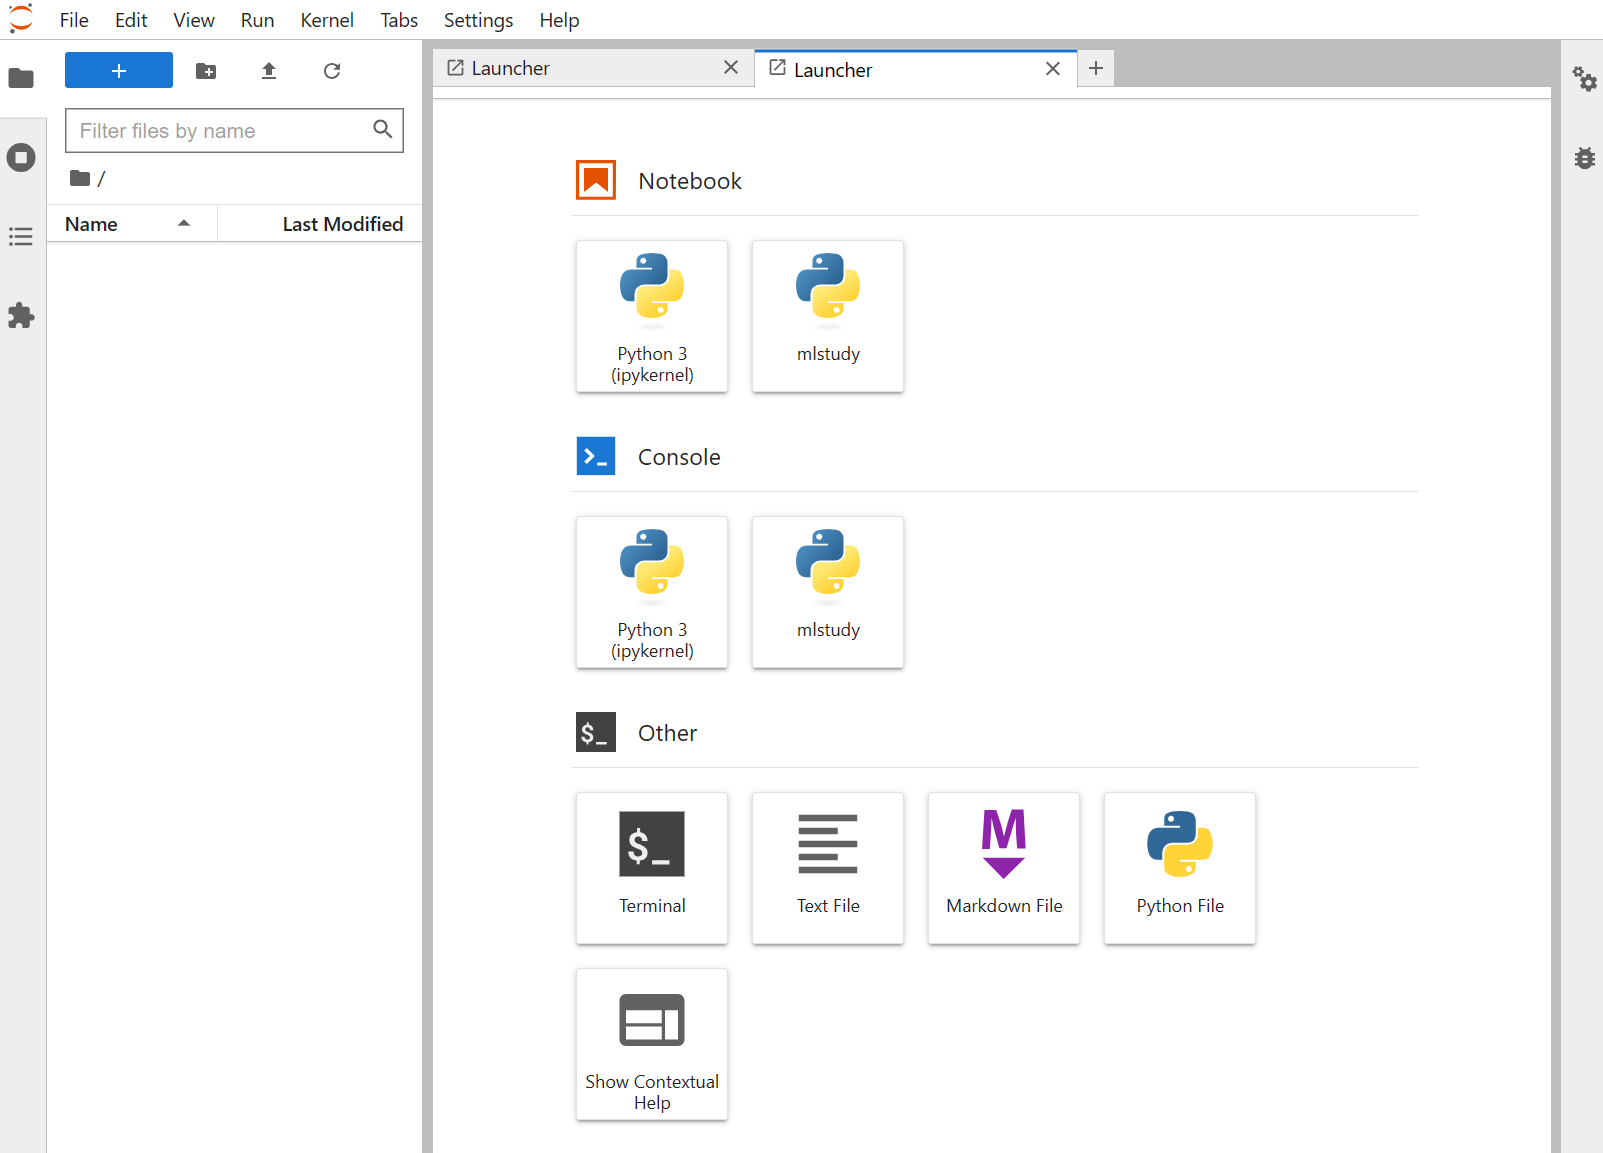 File Edit View Run Kernel Tabs Settings Help
Launcher
Launcher
Filter files by name
/
Name
Last Modified
Notebook
Python 3
(ipykernel)
mlstudy
Console
Python 3
(ipykernel)
mlstudy
$_ Other
$_
Terminal
Text File
M
Markdown File
Python File
Show Contextual
Help